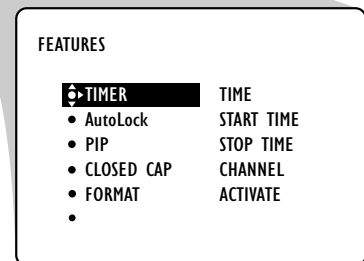 FEATURES
TIMER TIME
• AutoLock START TIME
• PIP STOP TIME
• CLOSED CAP CHANNEL
• FORMAT ACTIVATE
•